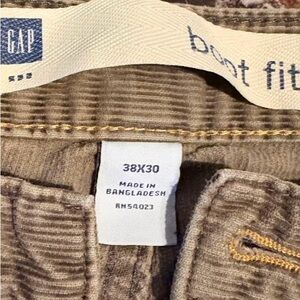 GAP
boot fit
38X30
MADE IN
BANGLADESH
RN54023